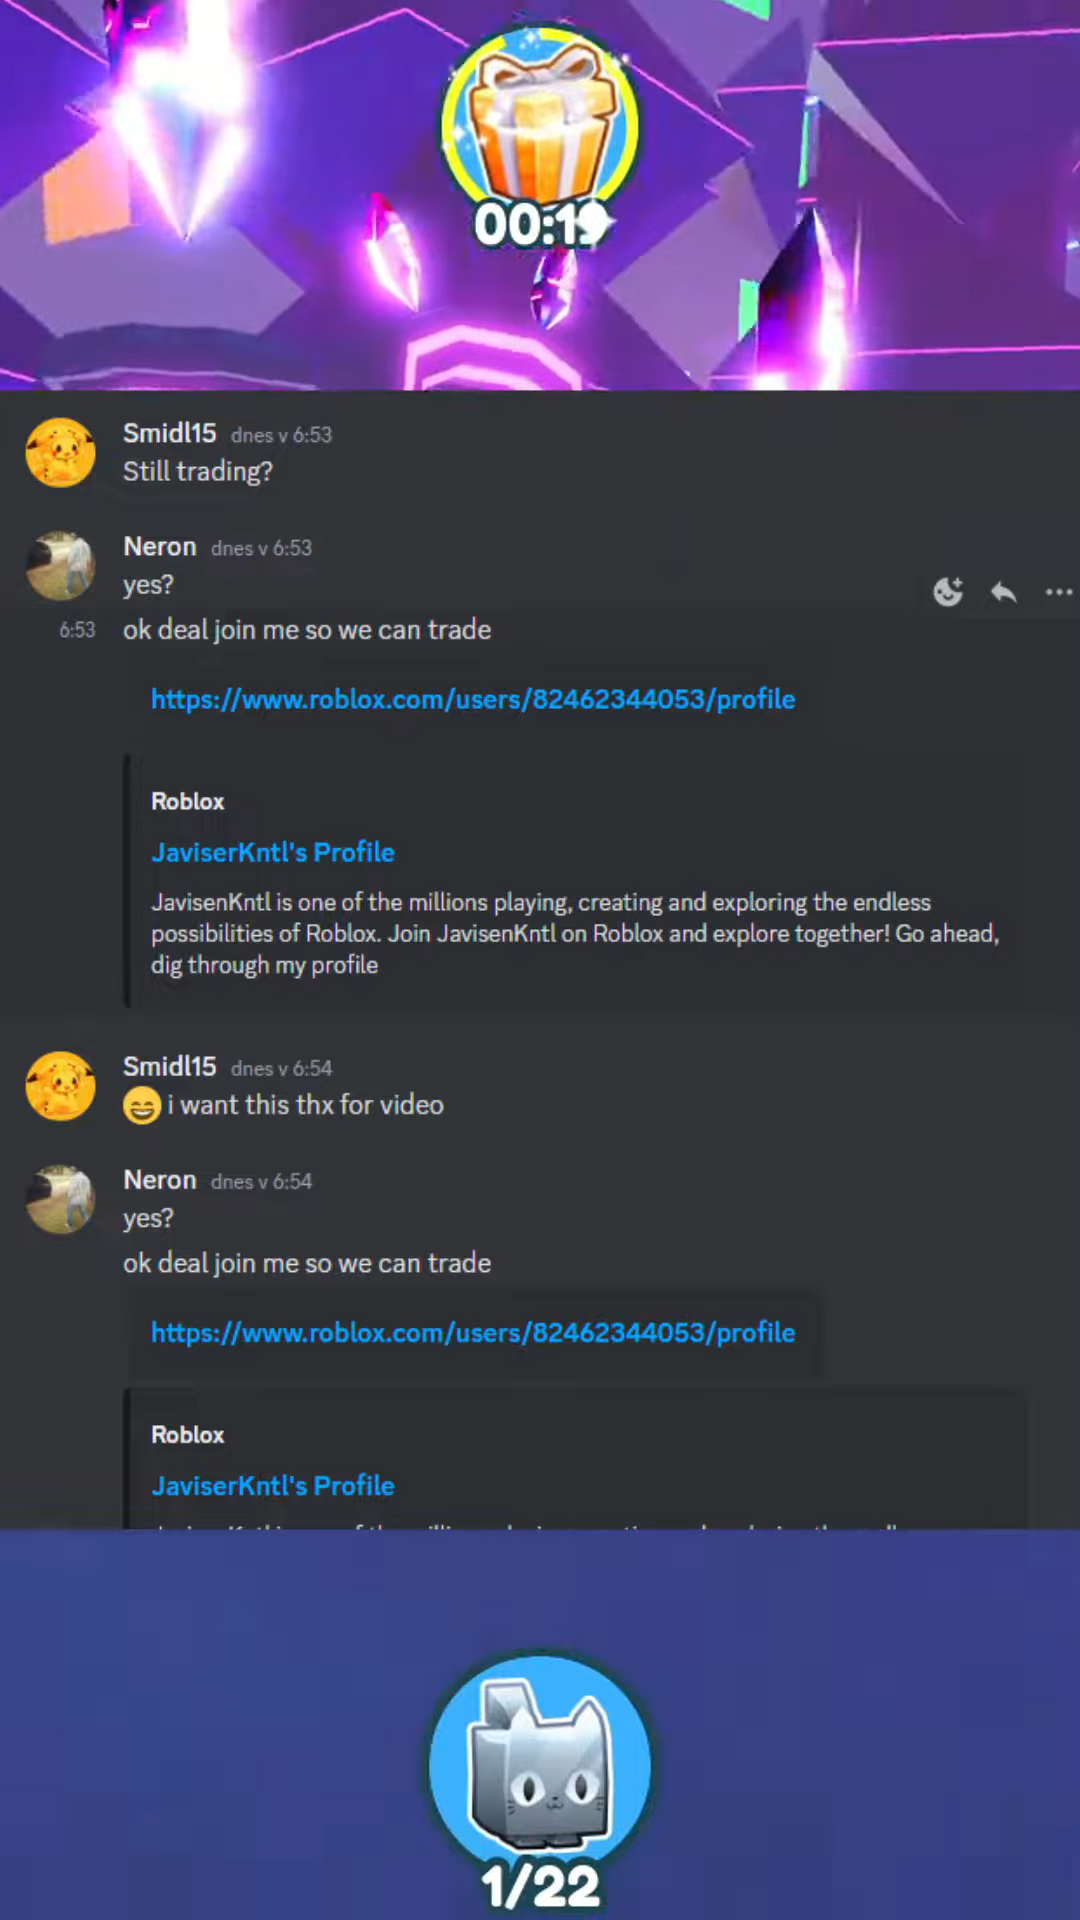 00:19
Smidl15 dnes v 6:53
Still trading?
Neron dnes v 6:53
yes?
6:53 ok deal join me so we can trade
https://www.roblox.com/users/82462344053/profile
Roblox
JaviserKntl's Profile
JavisenKntl is one of the millions playing, creating and exploring the endless
possibilities of Roblox. Join JavisenKntl on Roblox and explore together! Go ahead,
dig through my profile
Smidl15 dnes v 6:54
😄 i want this thx for video
Neron dnes v 6:54
yes?
ok deal join me so we can trade
https://www.roblox.com/users/82462344053/profile
Roblox
JaviserKntl's Profile
1/22